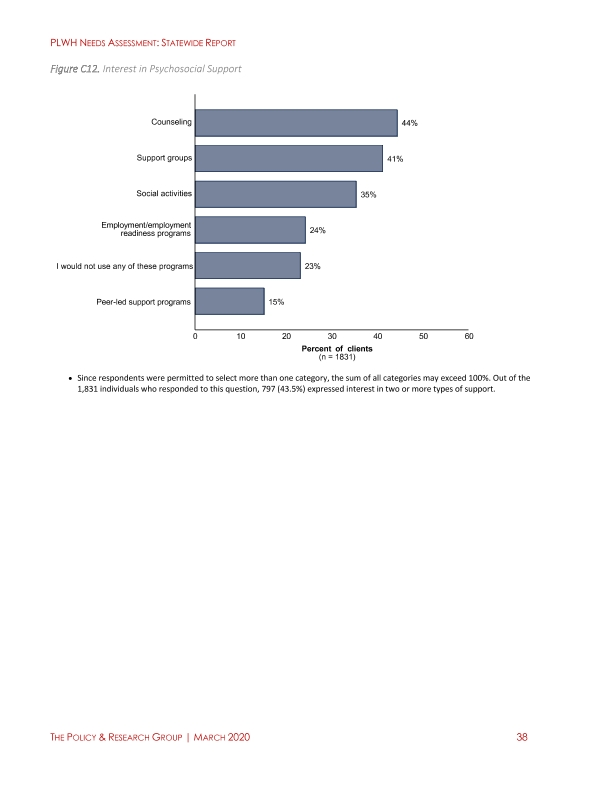 PLWH NEEDS ASSESSMENT: STATEWIDE REPORT
Figure C12. Interest in Psychosocial Support
Counseling
44%
Support groups
41%
Social activities
35%
Employment/employment
readiness programs
24%
I would not use any of these programs
23%
Peer-led support programs
15%
0 10 20 30 40 50 60
Percent of clients
(n = 1831)
• Since respondents were permitted to select more than one category, the sum of all categories may exceed 100%. Out of the
1,831 individuals who responded to this question, 797 (43.5%) expressed interest in two or more types of support.
THE POLICY & RESEARCH GROUP | MARCH 2020 38